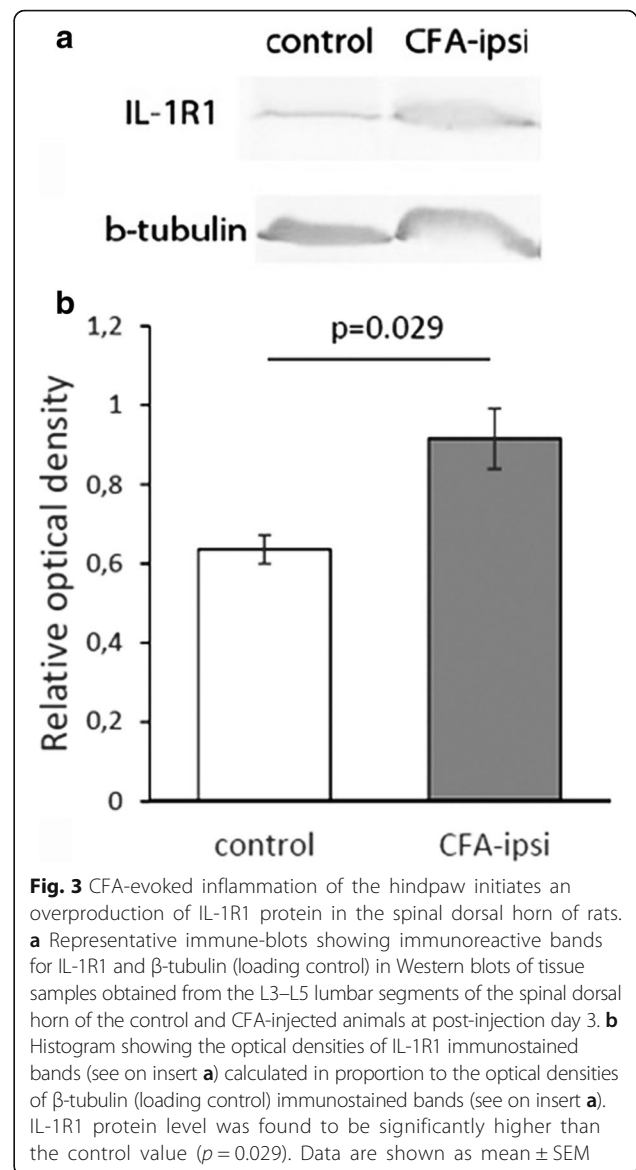 a
control CFA-ipsi
IL-1R1
b-tubulin
b
1,2
1
0,8
0,6
0,4
0,2
0
Relative optical density
p=0.029
control CFA-ipsi
Fig. 3 CFA-evoked inflammation of the hindpaw initiates an
overproduction of IL-1R1 protein in the spinal dorsal horn of rats.
a Representative immune-blots showing immunoreactive bands
for IL-1R1 and β-tubulin (loading control) in Western blots of tissue
samples obtained from the L3–L5 lumbar segments of the spinal dorsal
horn of the control and CFA-injected animals at post-injection day 3. b
Histogram showing the optical densities of IL-1R1 immunostained
bands (see on insert a) calculated in proportion to the optical densities
of β-tubulin (loading control) immunostained bands (see on insert a).
IL-1R1 protein level was found to be significantly higher than
the control value (p = 0.029). Data are shown as mean ± SEM